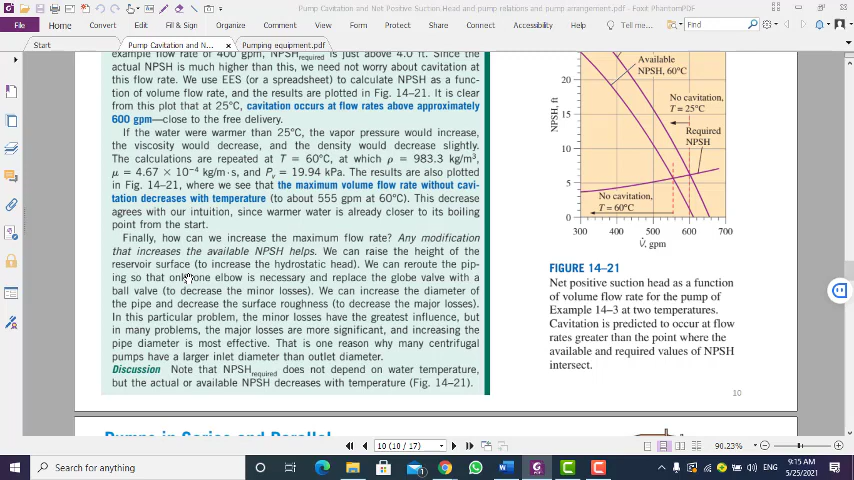 Pump Cavitation and Not Positive Suction Head and pump relations and pump arrangement.pdf - Foxit PhantomPDF
File
Home
Convert
Edit
Fill & Sign
Organize
Comment
View
Form
Protect
Share
Connect
Accessibility
Help
Tell me...
Find
Start
Pump Cavitation and N...
Pumping equipment.pdf
example flow rate of 400 gpm, NPSHrequired is just above 4.0 ft. Since the
actual NPSH is much higher than this, we need not worry about cavitation at
this flow rate. We use EES (or a spreadsheet) to calculate NPSH as a func-
tion of volume flow rate, and the results are plotted in Fig. 14–21. It is clear
from this plot that at 25°C, cavitation occurs at flow rates above approximately
600 gpm—close to the free delivery.
If the water were warmer than 25°C, the vapor pressure would increase,
the viscosity would decrease, and the density would decrease slightly.
The calculations are repeated at T = 60°C, at which ρ = 983.3 kg/m³,
μ = 4.67 × 10⁻⁴ kg/m·s, and Pv = 19.94 kPa. The results are also plotted
in Fig. 14–21, where we see that the maximum volume flow rate without cavi-
tation decreases with temperature (to about 555 gpm at 60°C). This decrease
agrees with our intuition, since warmer water is already closer to its boiling
point from the start.
Finally, how can we increase the maximum flow rate? Any modification
that increases the available NPSH helps. We can raise the height of the
reservoir surface (to increase the hydrostatic head). We can reroute the pip-
ing so that only one elbow is necessary and replace the globe valve with a
ball valve (to decrease the minor losses). We can increase the diameter of
the pipe and decrease the surface roughness (to decrease the major losses).
In this particular problem, the minor losses have the greatest influence, but
in many problems, the major losses are more significant, and increasing the
pipe diameter is most effective. That is one reason why many centrifugal
pumps have a larger inlet diameter than outlet diameter.
Discussion Note that NPSHrequired does not depend on water temperature,
but the actual or available NPSH decreases with temperature (Fig. 14–21).
NPSH, ft
20
15
10
5
0
300
400
500
600
700
V̇, gpm
Available
NPSH, 60°C
No cavitation,
T = 25°C
Required
NPSH
No cavitation,
T = 60°C
FIGURE 14–21
Net positive suction head as a function
of volume flow rate for the pump of
Example 14–3 at two temperatures.
Cavitation is predicted to occur at flow
rates greater than the point where the
available and required values of NPSH
intersect.
10
Pumps in Series and Parallel
10 (10 / 17)
90.23%
Search for anything
ENG
9:15 AM
5/25/2021